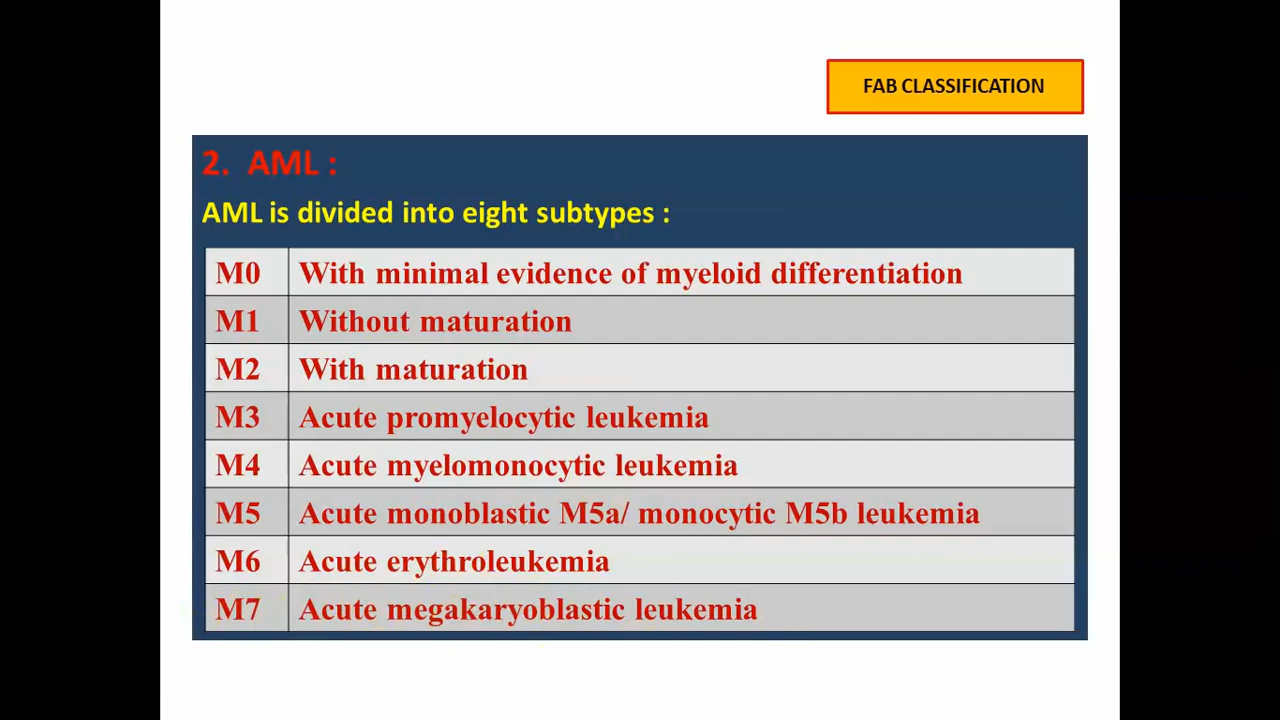 FAB CLASSIFICATION
2. AML :
AML is divided into eight subtypes :
M0 With minimal evidence of myeloid differentiation
M1 Without maturation
M2 With maturation
M3 Acute promyelocytic leukemia
M4 Acute myelomonocytic leukemia
M5 Acute monoblastic M5a/ monocytic M5b leukemia
M6 Acute erythroleukemia
M7 Acute megakaryoblastic leukemia